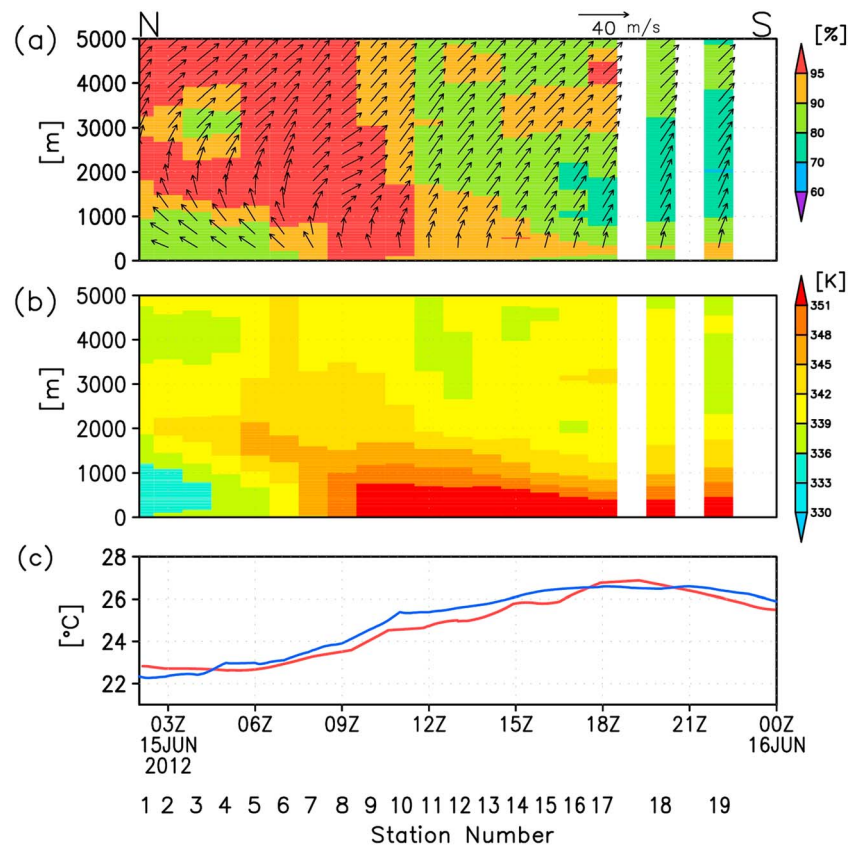 N S
40 m/s
(a) [%]
5000
4000
3000
2000
1000
0
[m]
95
90
80
70
60
(b) [K]
5000
4000
3000
2000
1000
0
[m]
351
348
345
342
339
336
333
330
(c)
28
26
24
22
[°C]
03Z 06Z 09Z 12Z 15Z 18Z 21Z 00Z
15JUN 16JUN
2012
1 2 3 4 5 6 7 8 9 10 11 12 13 14 15 16 17 18 19
Station Number